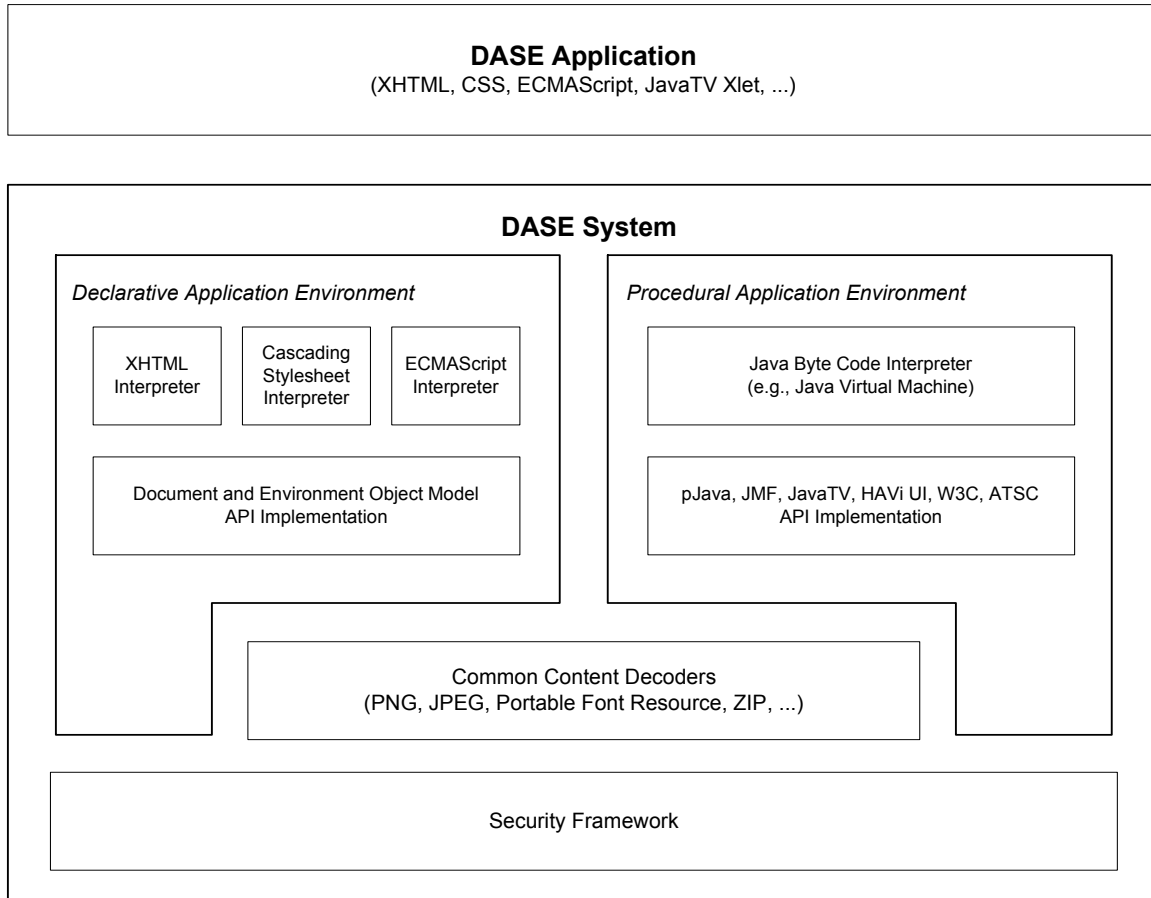 DASE Application
(XHTML, CSS, ECMAScript, JavaTV Xlet, ...)
DASE System
Declarative Application Environment
XHTML
Interpreter
Cascading
Stylesheet
Interpreter
ECMAScript
Interpreter
Document and Environment Object Model
API Implementation
Procedural Application Environment
Java Byte Code Interpreter
(e.g., Java Virtual Machine)
pJava, JMF, JavaTV, HAVi UI, W3C, ATSC
API Implementation
Common Content Decoders
(PNG, JPEG, Portable Font Resource, ZIP, ...)
Security Framework